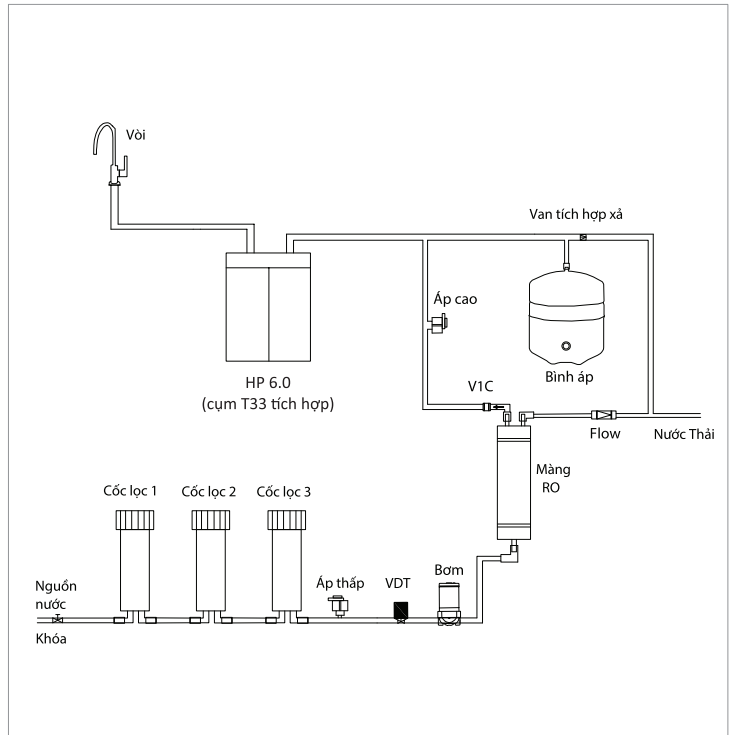 Vòi
Van tích hợp xả
Áp cao
HP 6.0
(cụm T33 tích hợp)
Bình áp
V1C
Flow
Nước Thải
Màng
RO
Cốc lọc 1
Cốc lọc 2
Cốc lọc 3
Nguồn
nước
Khóa
Áp thấp
VDT
Bơm